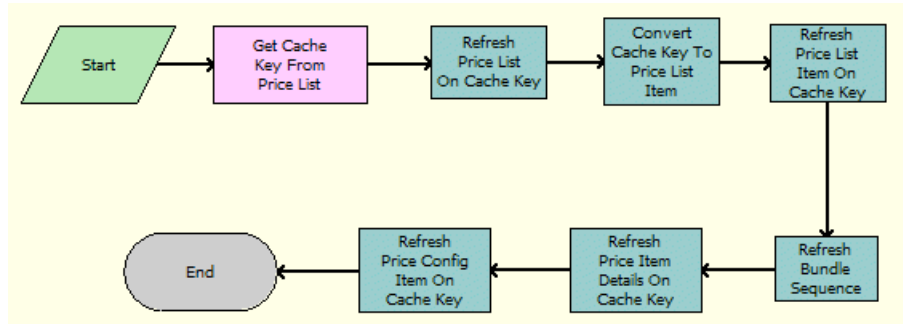 Start
Get Cache
Key From
Price List
Refresh
Price List
On Cache Key
Convert
Cache Key To
Price List
Item
Refresh
Price List
Item On
Cache Key
Refresh
Bundle
Sequence
Refresh
Price Item
Details On
Cache Key
Refresh
Price Config
Item On
Cache Key
End